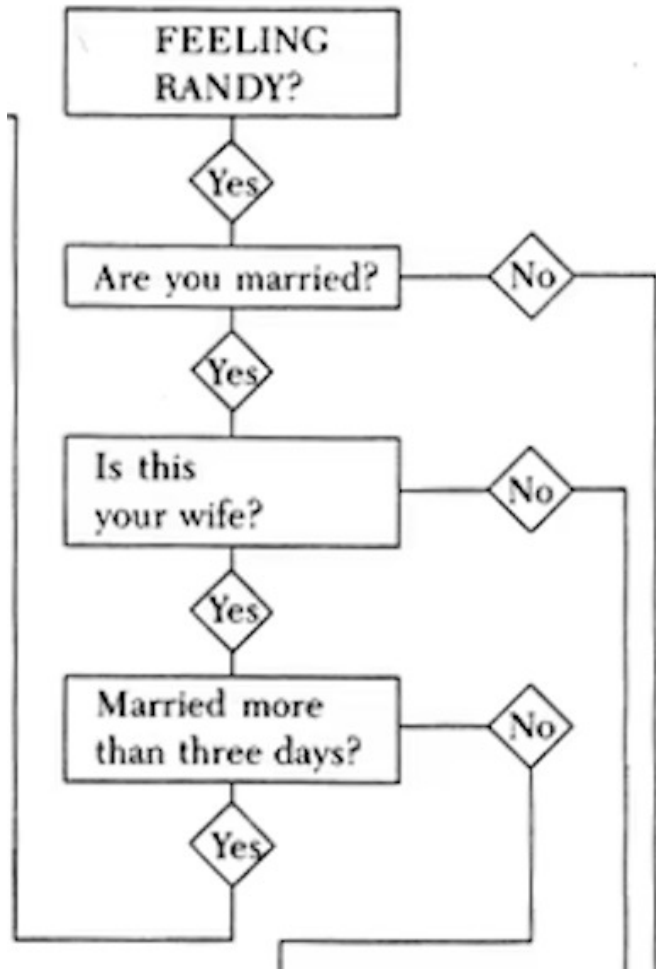 FEELING
RANDY?
Yes
Are you married?
No
Yes
Is this
your wife?
No
Yes
Married more
than three days?
No
Yes